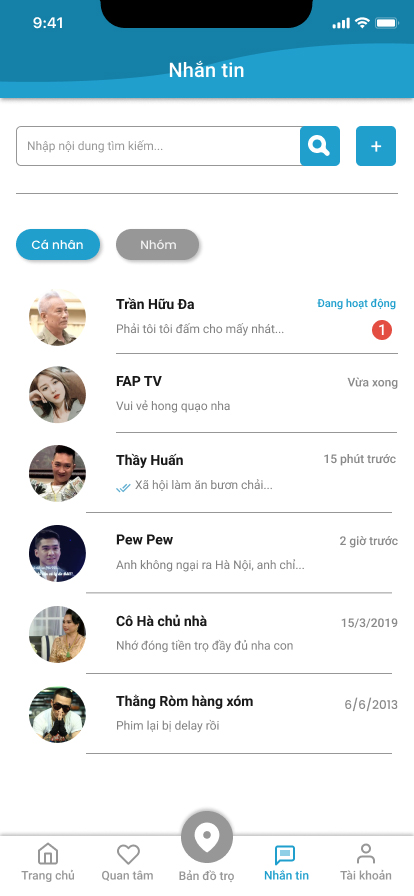 9:41
Nhắn tin
Nhập nội dung tìm kiếm...
+
Cá nhân
Nhóm
Trần Hữu Đa
Đang hoạt động
Phải tôi tôi đấm cho mấy nhát...
1
FAP TV
Vừa xong
Vui vẻ hong quạo nha
Thầy Huấn
15 phút trước
Xã hội làm ăn bươn chải...
Pew Pew
2 giờ trước
Anh không ngại ra Hà Nội, anh chỉ...
Cô Hà chủ nhà
15/3/2019
Nhớ đóng tiền trọ đầy đủ nha con
Thằng Ròm hàng xóm
6/6/2013
Phim lại bị delay rồi
Trang chủ
Quan tâm
Bản đồ trọ
Nhắn tin
Tài khoản